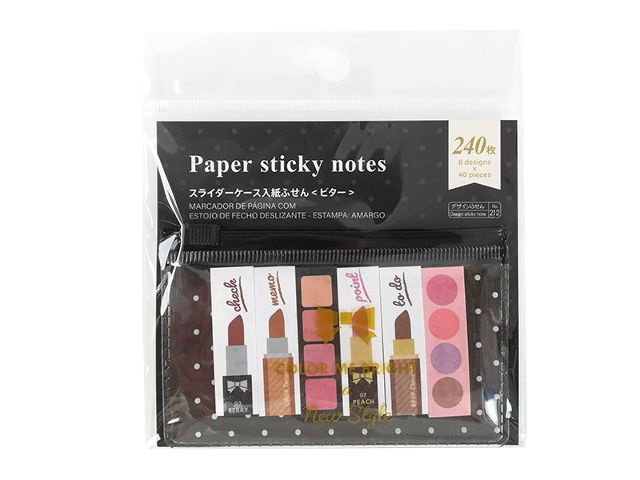 240枚
6 designs
×
40 pieces
Paper sticky notes
スライダーケース入紙ふせん<ビター>
MARCADOR DE PÁGINA COM
ESTOJO DE FECHO DESLIZANTE - ESTAMPA: AMARGO
デザインふせん
Design sticky note
No.
212
check
memo
point
to do
COLOR ME BRIGHT
New Style
03
BERRY
07
PEACH